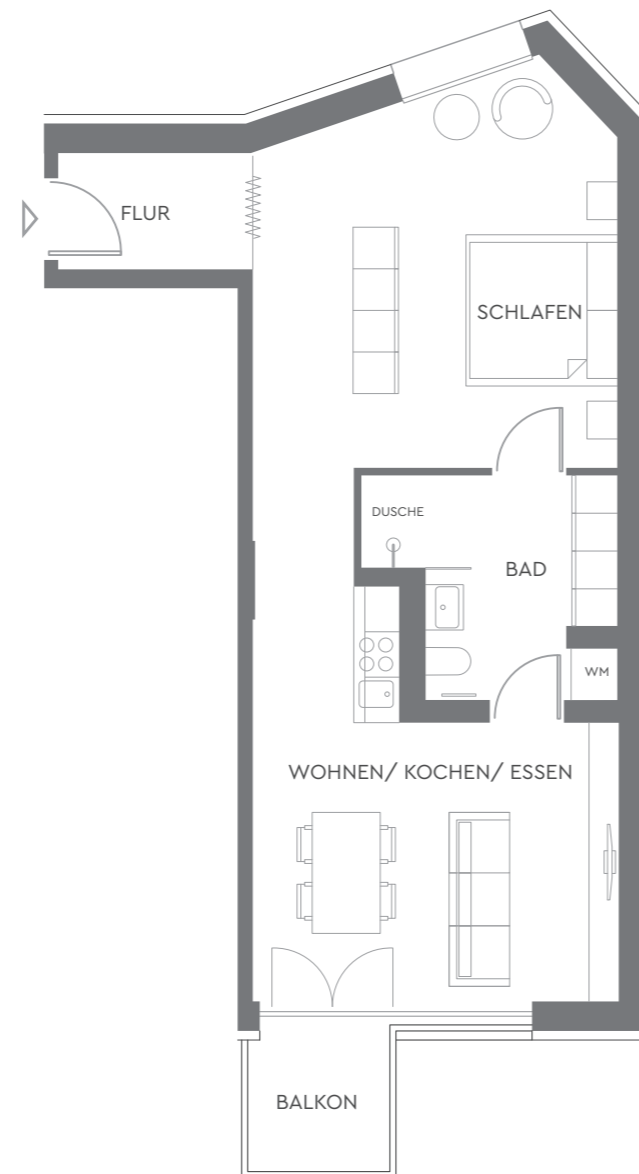 FLUR
SCHLAFEN
DUSCHE
BAD
WM
WOHNEN/ KOCHEN/ ESSEN
BALKON